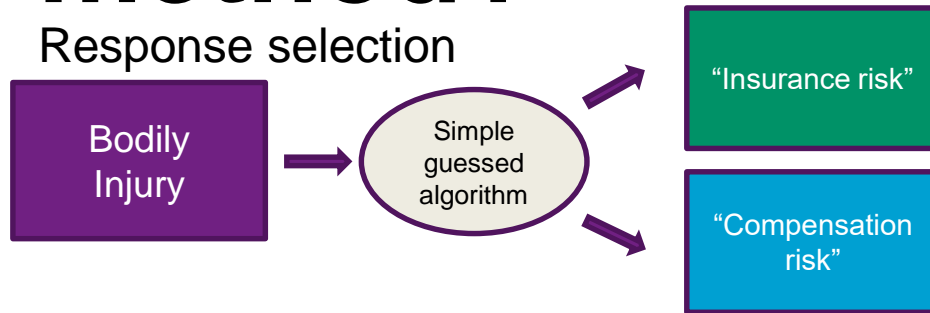 Response selection
Bodily
Injury
Simple
guessed
algorithm
“Insurance risk”
“Compensation
risk”